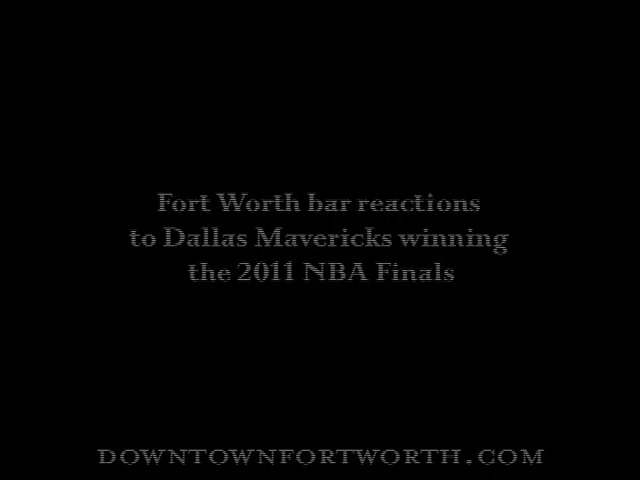 Fort Worth bar reactions
to Dallas Mavericks winning
the 2011 NBA Finals
DOWNTOWNFORTWORTH.COM